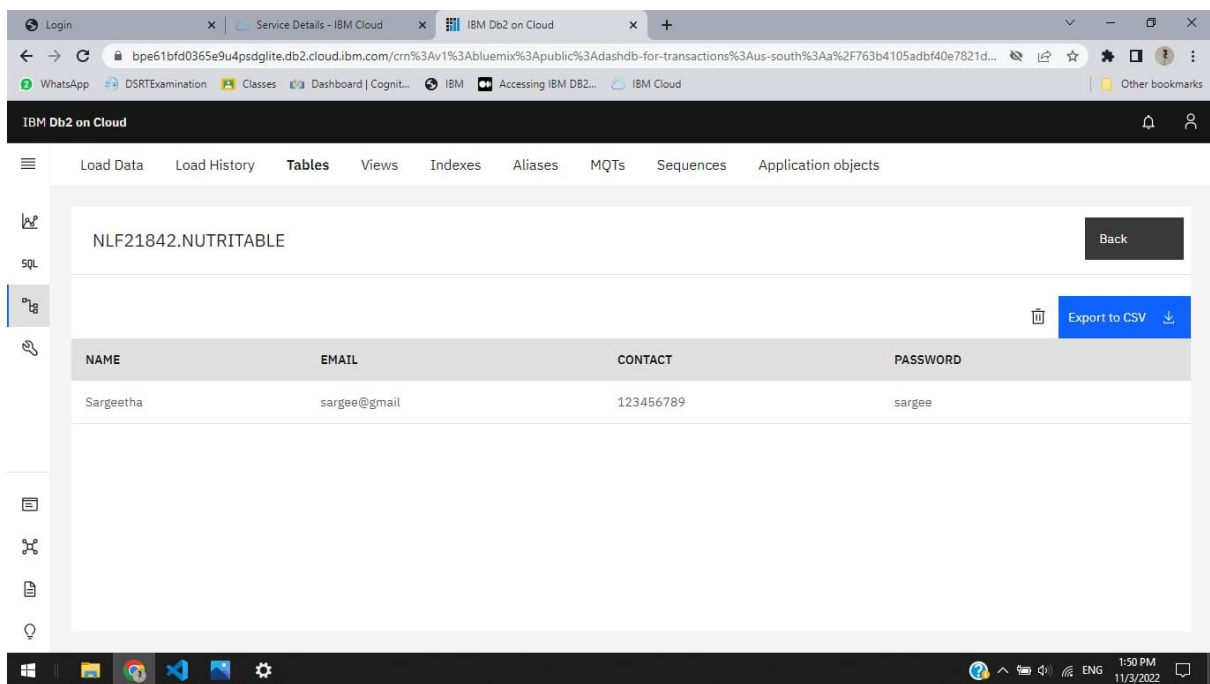 Login
Service Details - IBM Cloud
IBM Db2 on Cloud
bpe61bfd0365e9u4psdglite.db2.cloud.ibm.com/crn%3Av1%3Abluemix%3Apublic%3Adashdb-for-transactions%3Aus-south%3Aa%2F763b4105adbf40e7821d...
WhatsApp
DSRTExamination
Classes
Dashboard | Cognit...
IBM
Accessing IBM DB2...
IBM Cloud
Other bookmarks
IBM Db2 on Cloud
Load Data Load History Tables Views Indexes Aliases MQTs Sequences Application objects
NLF21842.NUTRITABLE
Back
SQL
Export to CSV
NAME EMAIL CONTACT PASSWORD
Sargeetha sargee@gmail 123456789 sargee
ENG
1:50 PM
11/3/2022